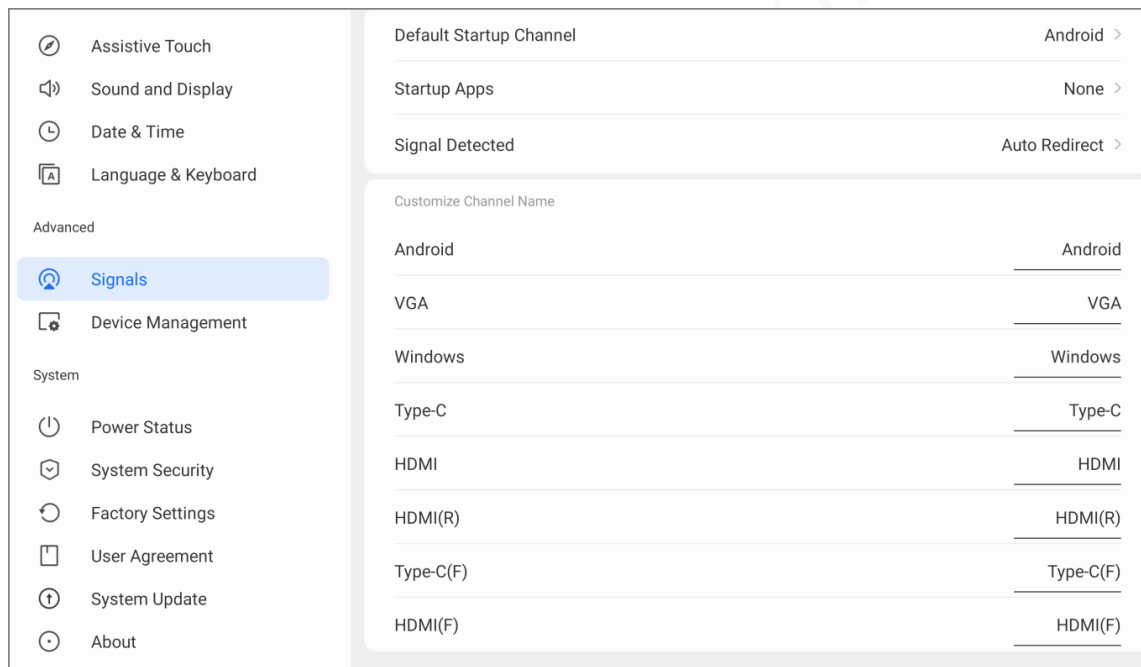 Assistive Touch
Sound and Display
Date & Time
Language & Keyboard
Advanced
Signals
Device Management
System
Power Status
System Security
Factory Settings
User Agreement
System Update
About
Default Startup Channel Android
Startup Apps None
Signal Detected Auto Redirect
Customize Channel Name
Android Android
VGA VGA
Windows Windows
Type-C Type-C
HDMI HDMI
HDMI(R) HDMI(R)
Type-C(F) Type-C(F)
HDMI(F) HDMI(F)